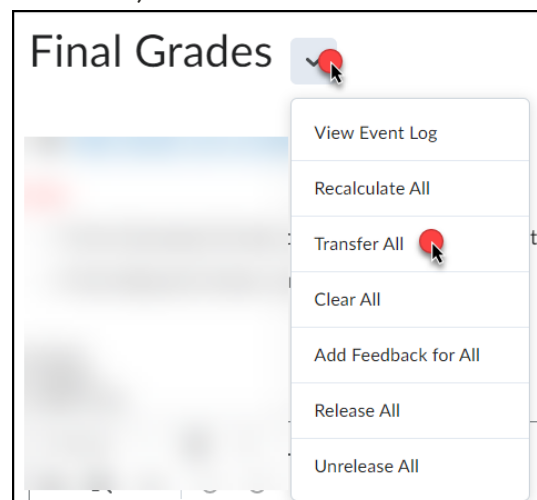 Final Grades
View Event Log
Recalculate All
Transfer All
Clear All
Add Feedback for All
Release All
Unrelease All